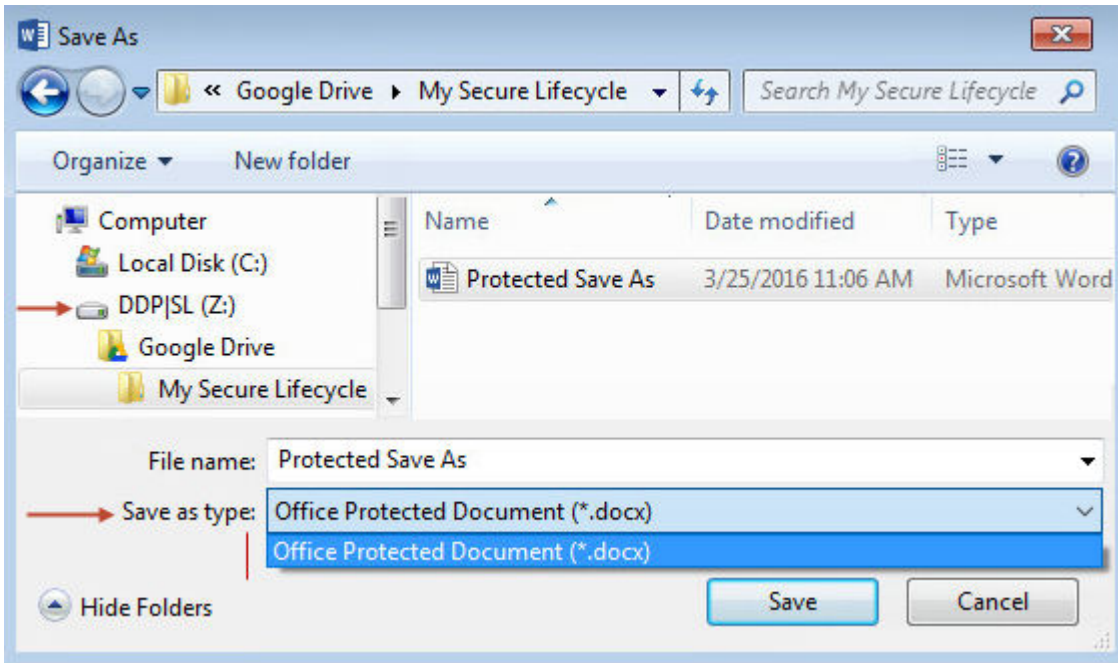 Save As
« Google Drive ▸ My Secure Lifecycle
Search My Secure Lifecycle
Organize
New folder
Computer
Local Disk (C:)
DDP|SL (Z:)
Google Drive
My Secure Lifecycle
Name Date modified Type
Protected Save As 3/25/2016 11:06 AM Microsoft Word
File name: Protected Save As
Save as type: Office Protected Document (*.docx)
Office Protected Document (*.docx)
Hide Folders
Save
Cancel